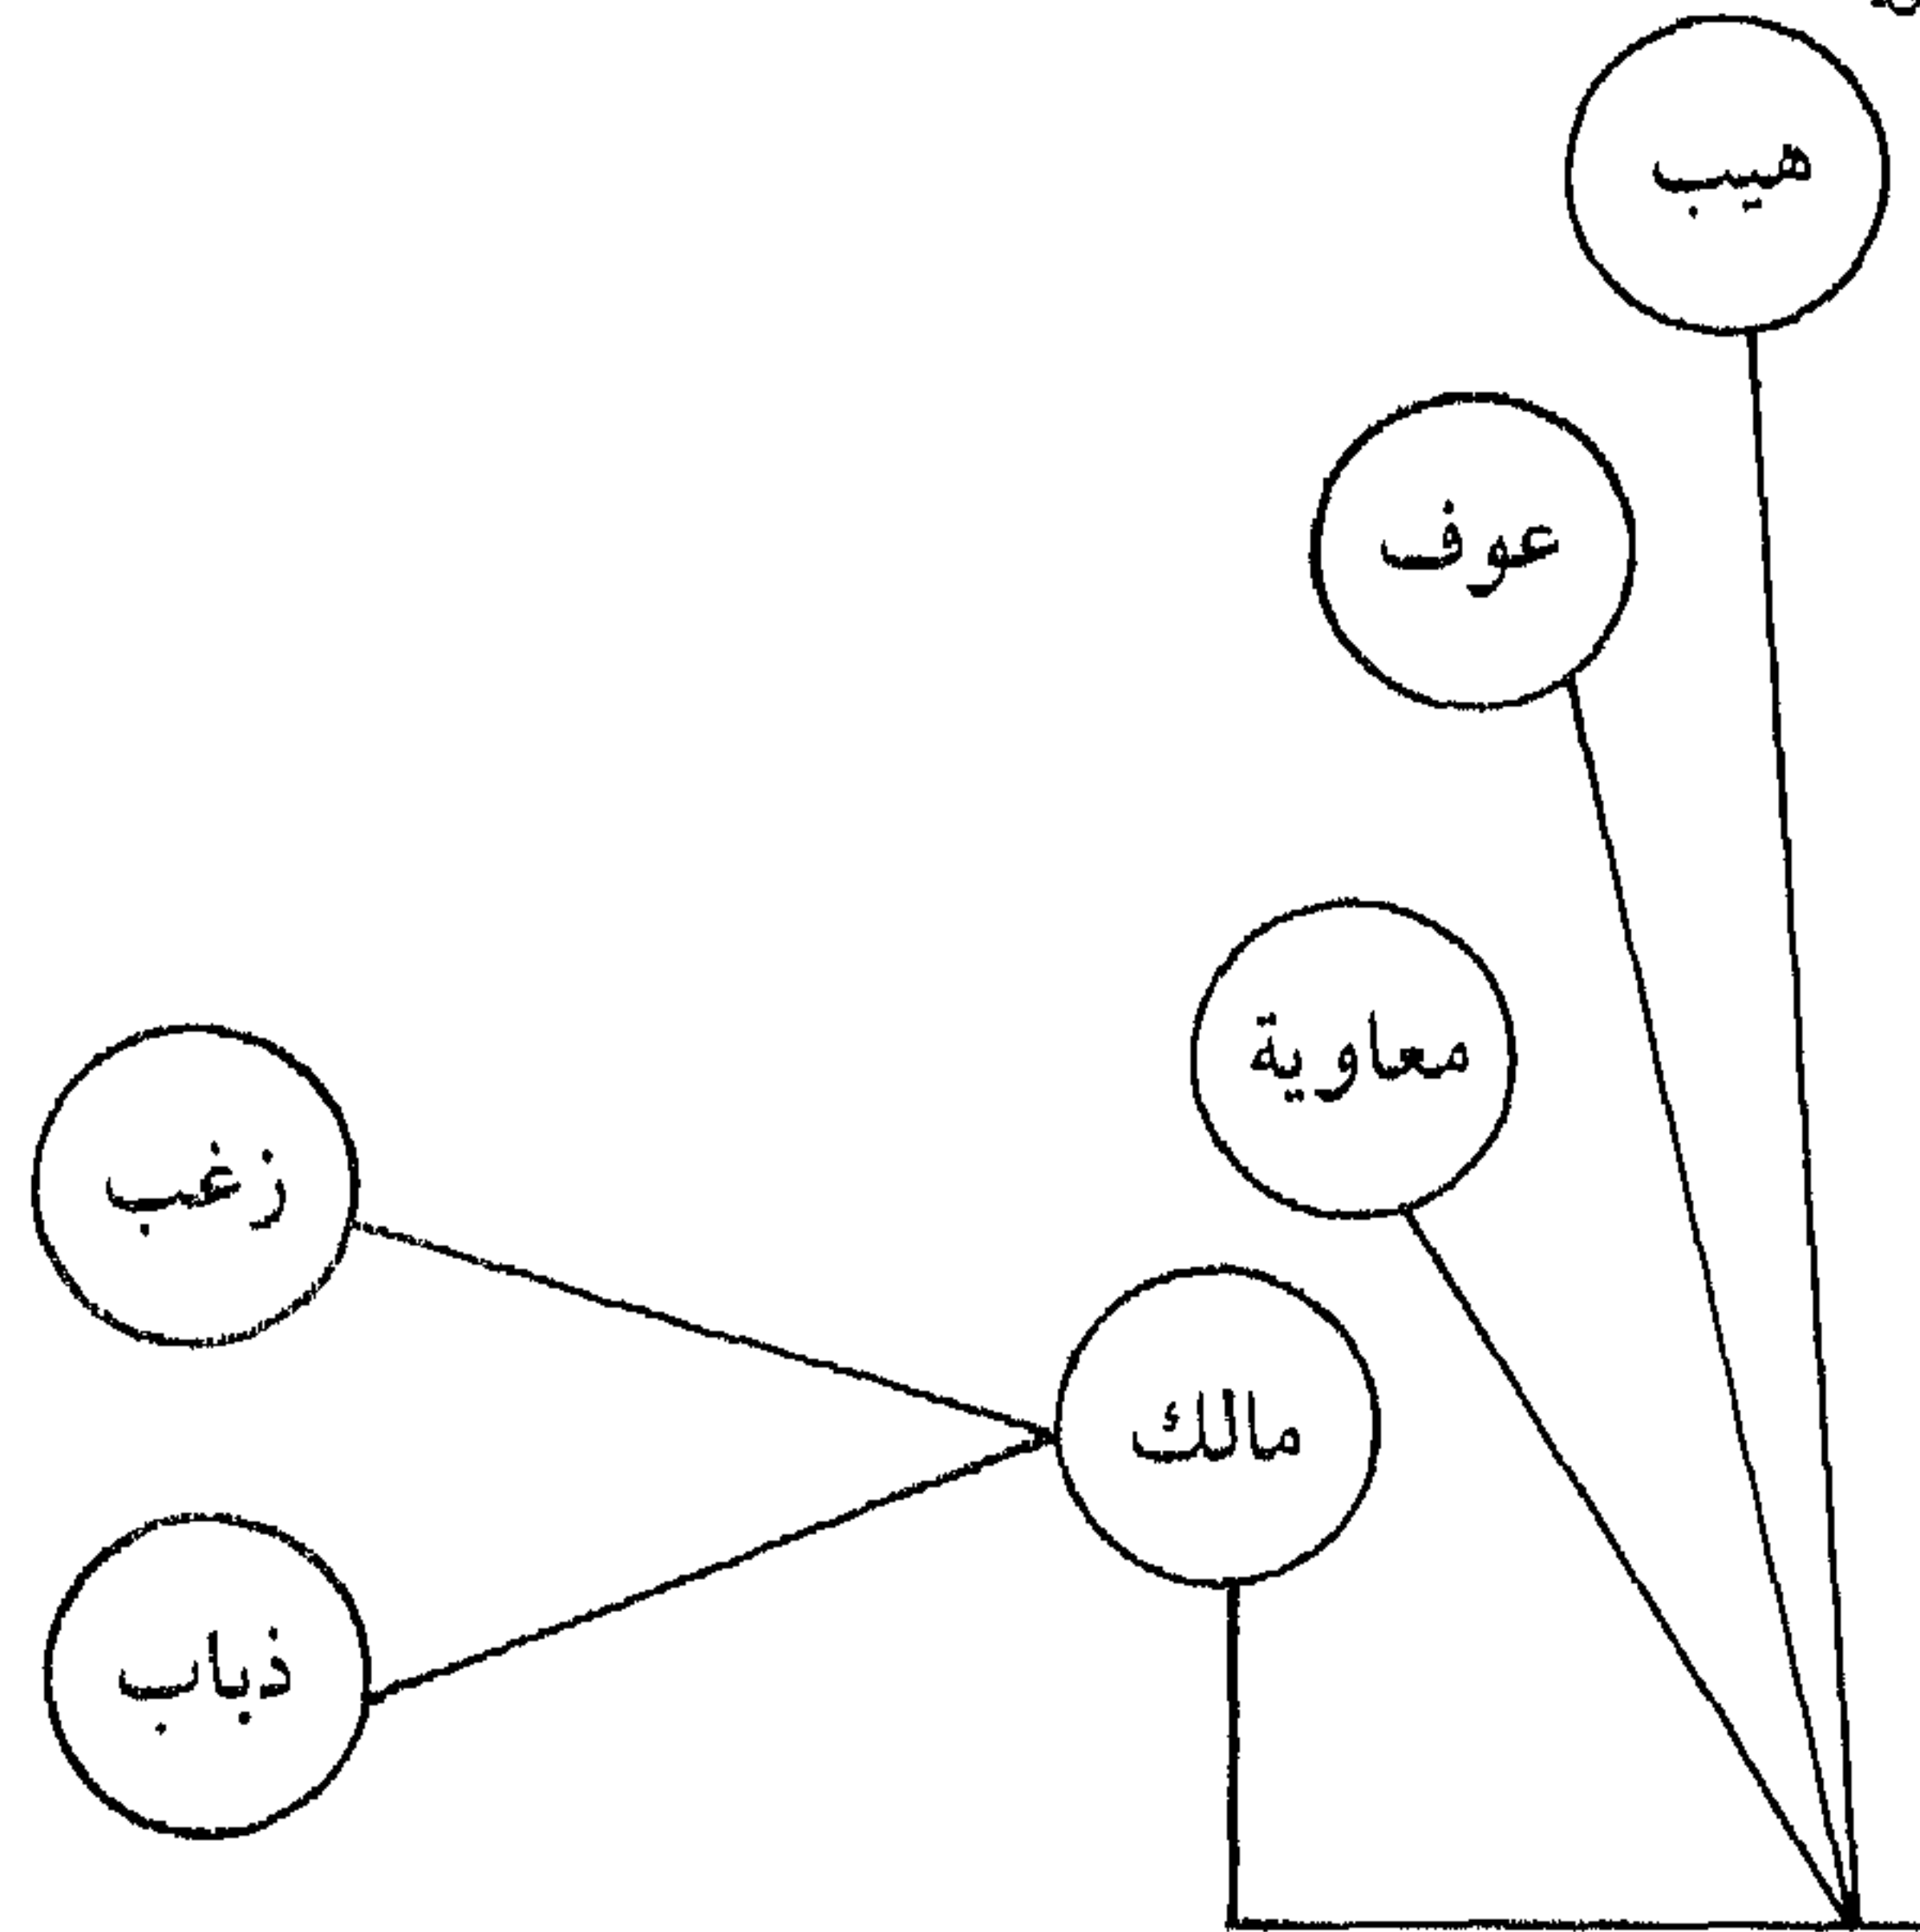 هيب
عوف
معاوية
زغب
مالك
ذباب